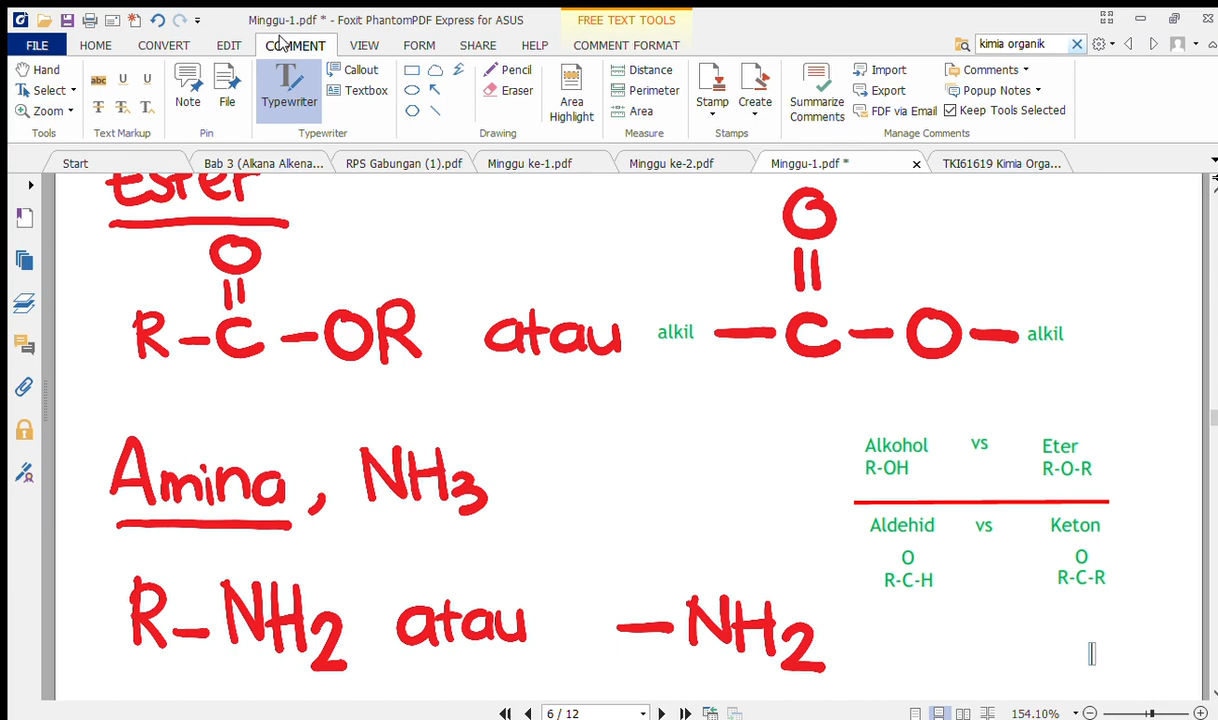 Minggu-1.pdf * - Foxit PhantomPDF Express for ASUS
FREE TEXT TOOLS
FILE HOME CONVERT EDIT COMMENT VIEW FORM SHARE HELP COMMENT FORMAT
kimia organik
Hand
Select
Zoom
Tools
abc U U
T T T
Text Markup
Note
File
Pin
Typewriter
Callout
Textbox
Typewriter
Pencil
Eraser
Drawing
Area
Highlight
Distance
Perimeter
Area
Measure
Stamp
Create
Stamps
Summarize
Comments
Import
Export
FDF via Email
Comments
Popup Notes
Keep Tools Selected
Manage Comments
Start
Bab 3 (Alkana Alkena...
RPS Gabungan (1).pdf
Minggu ke-1.pdf
Minggu ke-2.pdf
Minggu-1.pdf *
TKI61619 Kimia Orga...
Ester
O
R-C-OR atau
O
alkil -C-O- alkil
Amina, NH3
R-NH2 atau -NH2
Alkohol vs Eter
R-OH R-O-R
Aldehid vs Keton
O O
R-C-H R-C-R
6 / 12
154.10%